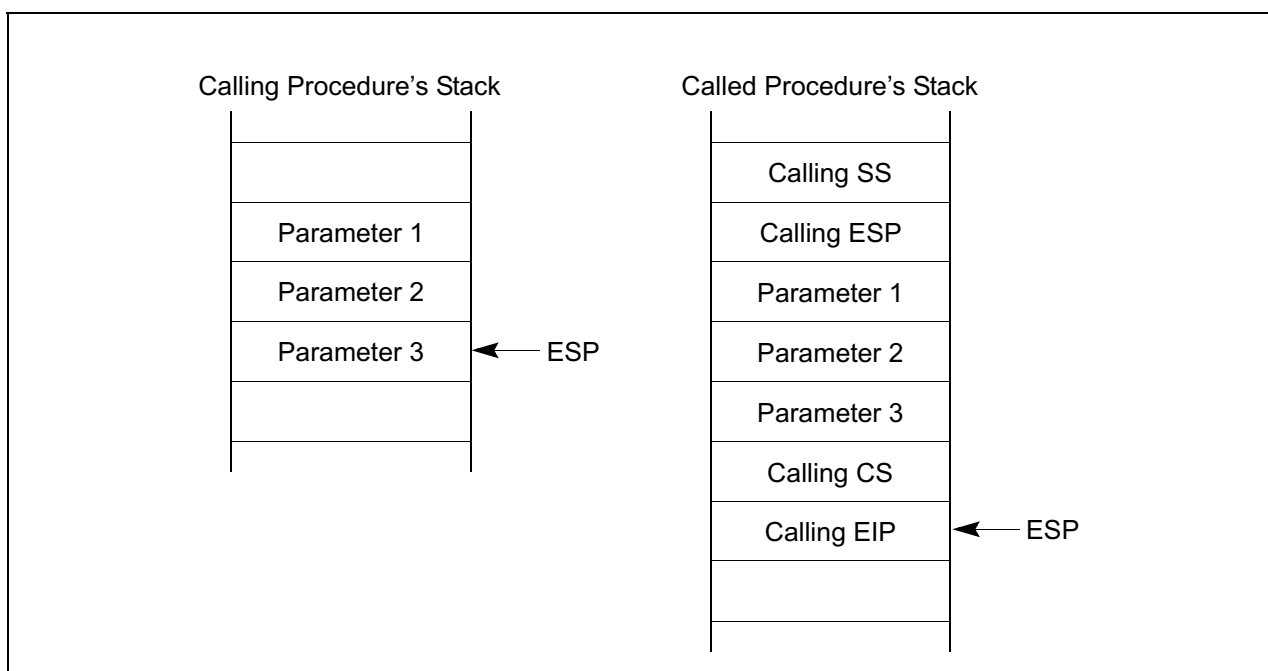 Calling Procedure’s Stack
Parameter 1
Parameter 2
Parameter 3
ESP
Called Procedure’s Stack
Calling SS
Calling ESP
Parameter 1
Parameter 2
Parameter 3
Calling CS
Calling EIP
ESP